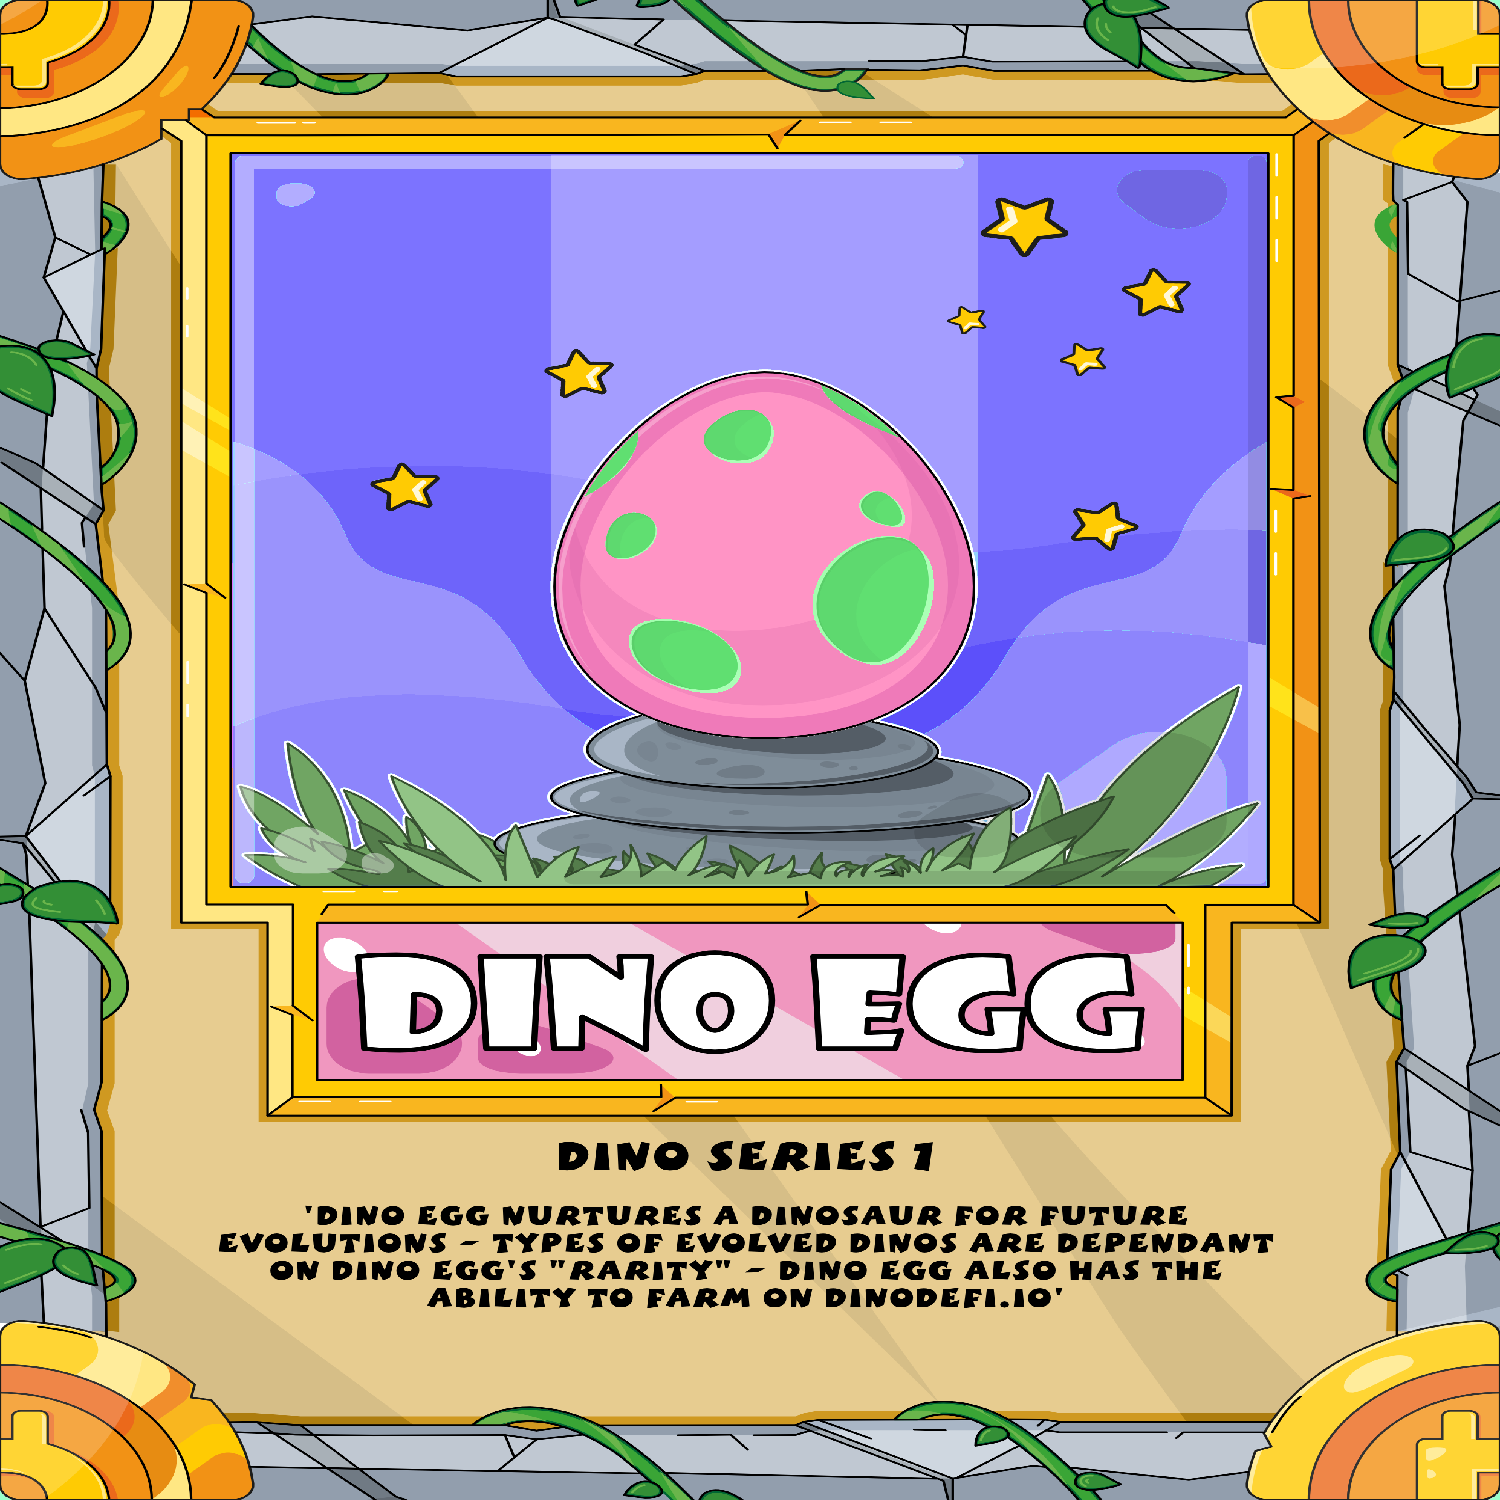 DINO EGG
DINO SERIES 1
'DINO EGG NURTURES A DINOSAUR FOR FUTURE
EVOLUTIONS - TYPES OF EVOLVED DINOS ARE DEPENDANT
ON DINO EGG'S "RARITY" - DINO EGG ALSO HAS THE
ABILITY TO FARM ON DINODEFI.IO'